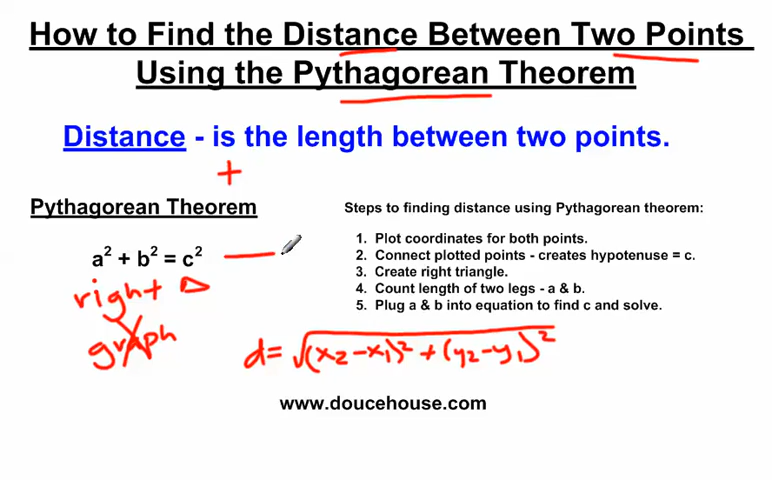 How to Find the Distance Between Two Points
Using the Pythagorean Theorem
Distance - is the length between two points.
+
Pythagorean Theorem
a² + b² = c²
right △
graph
Steps to finding distance using Pythagorean theorem:
1. Plot coordinates for both points.
2. Connect plotted points - creates hypotenuse = c.
3. Create right triangle.
4. Count length of two legs - a & b.
5. Plug a & b into equation to find c and solve.
d = √(x₂-x₁)² + (y₂-y₁)²
www.doucehouse.com